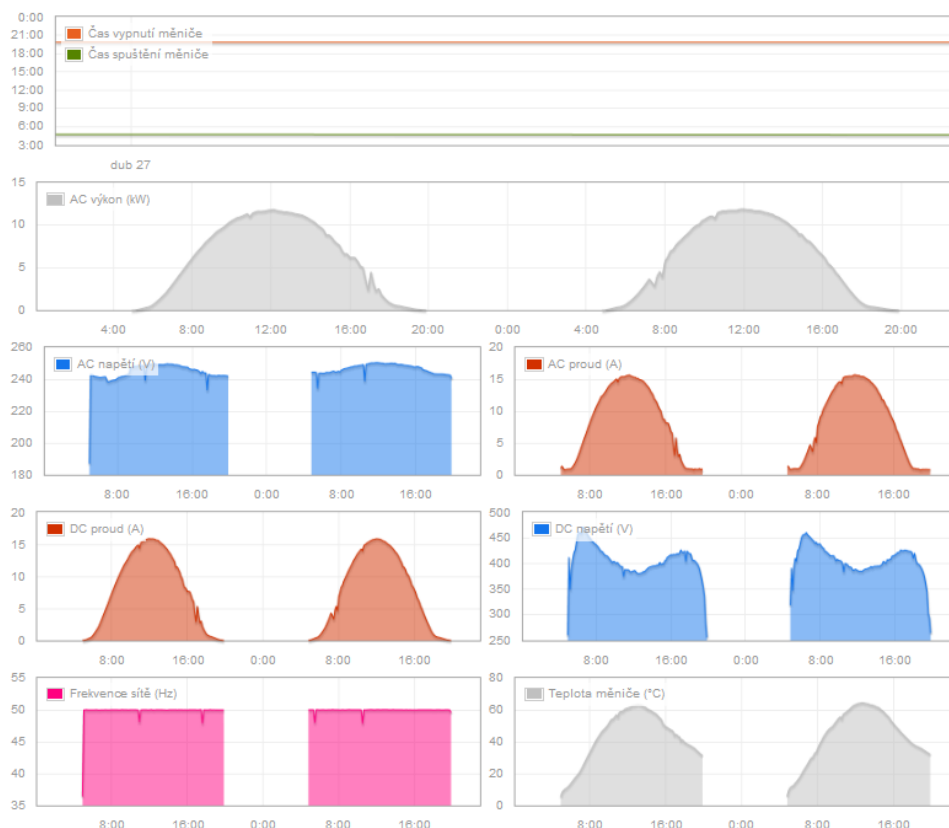 0:00
21:00
18:00
15:00
12:00
9:00
6:00
3:00
Čas vypnutí měniče
Čas spuštění měniče
dub 27
15
10
5
0
AC výkon (kW)
4:00 8:00 12:00 16:00 20:00 0:00 4:00 8:00 12:00 16:00 20:00
260
240
220
200
180
AC napětí (V)
8:00 16:00 0:00 8:00 16:00
20
15
10
5
0
AC proud (A)
8:00 16:00 0:00 8:00 16:00
20
15
10
5
0
DC proud (A)
8:00 16:00 0:00 8:00 16:00
500
450
400
350
300
250
DC napětí (V)
8:00 16:00 0:00 8:00 16:00
55
50
45
40
35
Frekvence sítě (Hz)
8:00 16:00 0:00 8:00 16:00
80
60
40
20
0
Teplota měniče (°C)
8:00 16:00 0:00 8:00 16:00